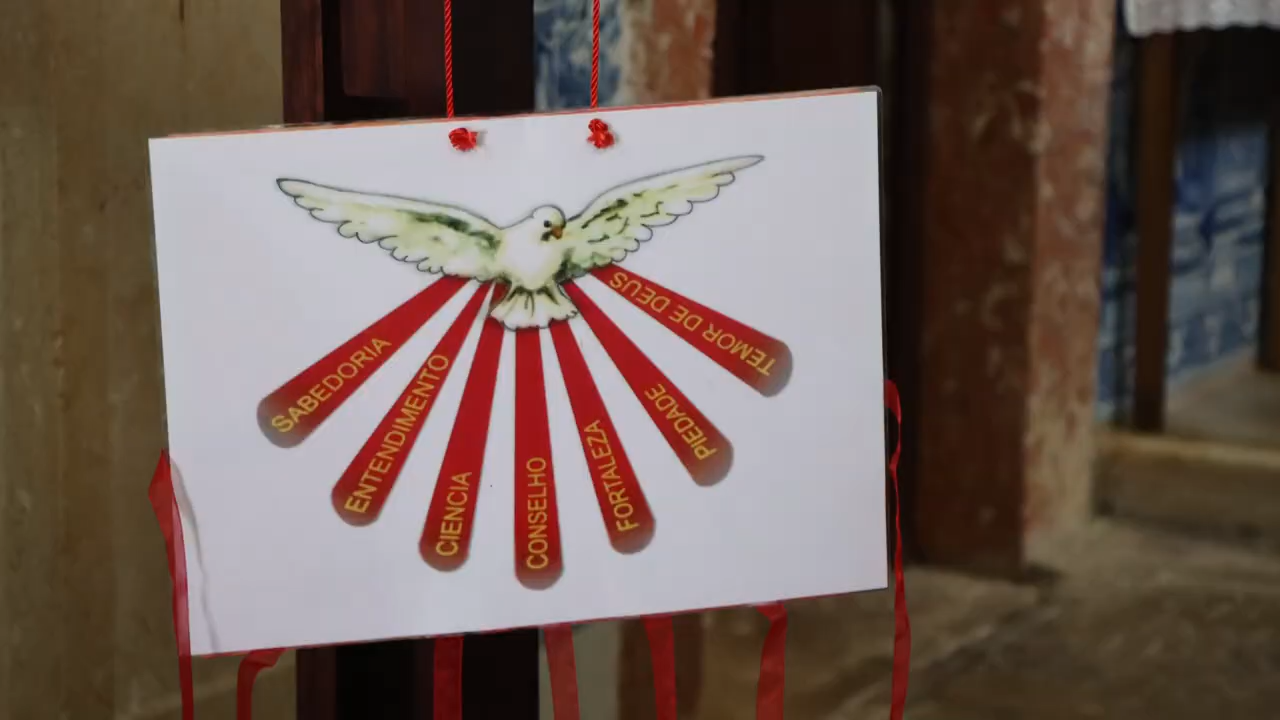 SABEDORIA
ENTENDIMENTO
CIENCIA
CONSELHO
FORTALEZA
PIEDADE
TEMOR DE DEUS